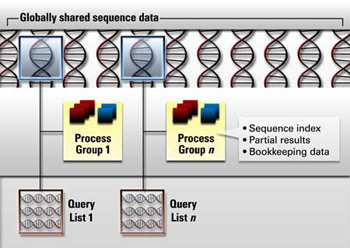 Globally shared sequence data
Process
Group 1
Process
Group n
• Sequence index
• Partial results
• Bookkeeping data
Query
List 1
Query
List n